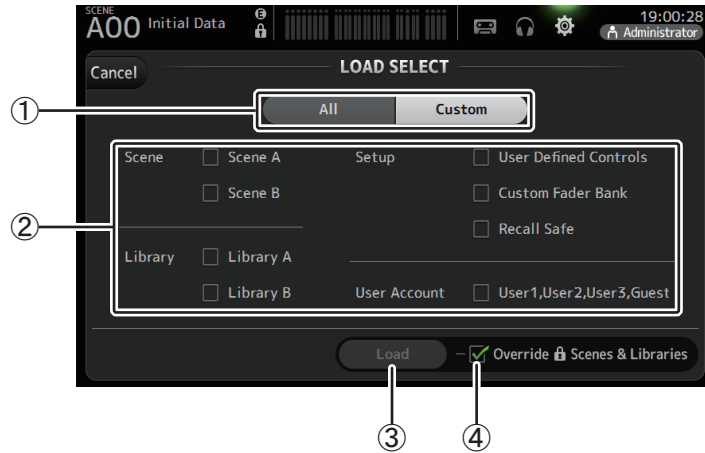 SCENE
A00 Initial Data
E
19:00:28
Administrator
Cancel
LOAD SELECT
①
All
Custom
Scene
Scene A
Setup
User Defined Controls
Scene B
Custom Fader Bank
②
Recall Safe
Library
Library A
Library B
User Account
User1,User2,User3,Guest
Load
Override Scenes & Libraries
③
④